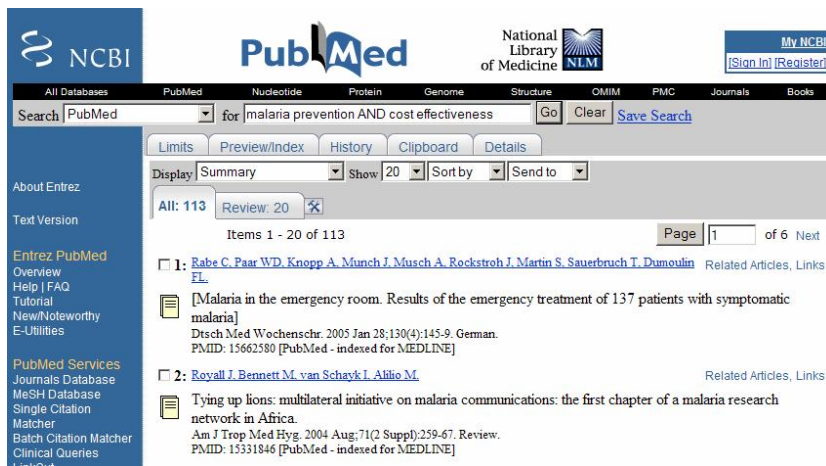 NCBI
PubMed
National
Library
of Medicine NLM
My NCBI
[Sign In] [Register]
All Databases PubMed Nucleotide Protein Genome Structure OMIM PMC Journals Books
Search PubMed for malaria prevention AND cost effectiveness Go Clear Save Search
Limits Preview/Index History Clipboard Details
Display Summary Show 20 Sort by Send to
All: 113 Review: 20
Items 1 - 20 of 113 Page 1 of 6 Next
About Entrez
Text Version
Entrez PubMed
Overview
Help | FAQ
Tutorial
New/Noteworthy
E-Utilities
PubMed Services
Journals Database
MeSH Database
Single Citation
Matcher
Batch Citation Matcher
Clinical Queries
1: Rabe C, Paar WD, Knopp A, Munch J, Musch A, Rockstroh J, Martin S, Sauerbruch T, Dumoulin Related Articles, Links
FL.
[Malaria in the emergency room. Results of the emergency treatment of 137 patients with symptomatic
malaria]
Dtsch Med Wochenschr. 2005 Jan 28;130(4):145-9. German.
PMID: 15662580 [PubMed - indexed for MEDLINE]
2: Royall J, Bennett M, van Schayk I, Alilio M. Related Articles, Links
Tying up lions: multilateral initiative on malaria communications: the first chapter of a malaria research
network in Africa.
Am J Trop Med Hyg. 2004 Aug;71(2 Suppl):259-67. Review.
PMID: 15331846 [PubMed - indexed for MEDLINE]